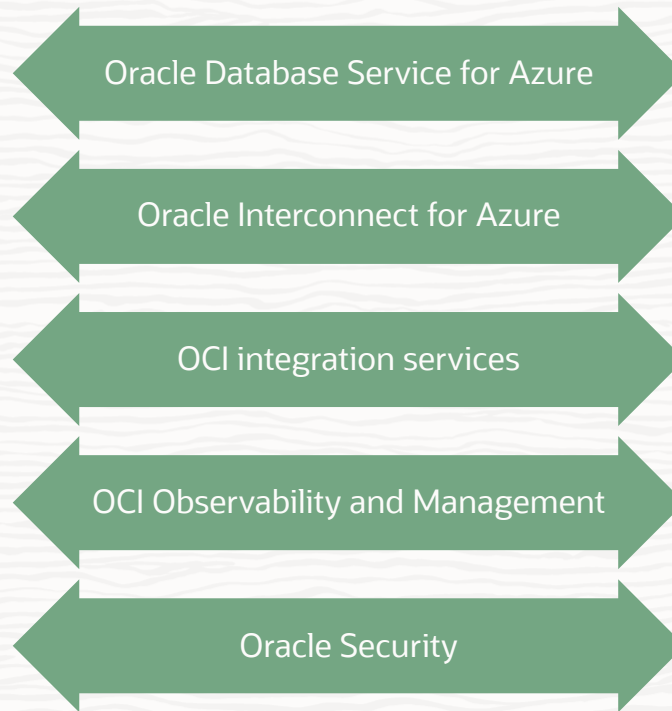 Oracle Database Service for Azure
Oracle Interconnect for Azure
OCI integration services
OCI Observability and Management
Oracle Security